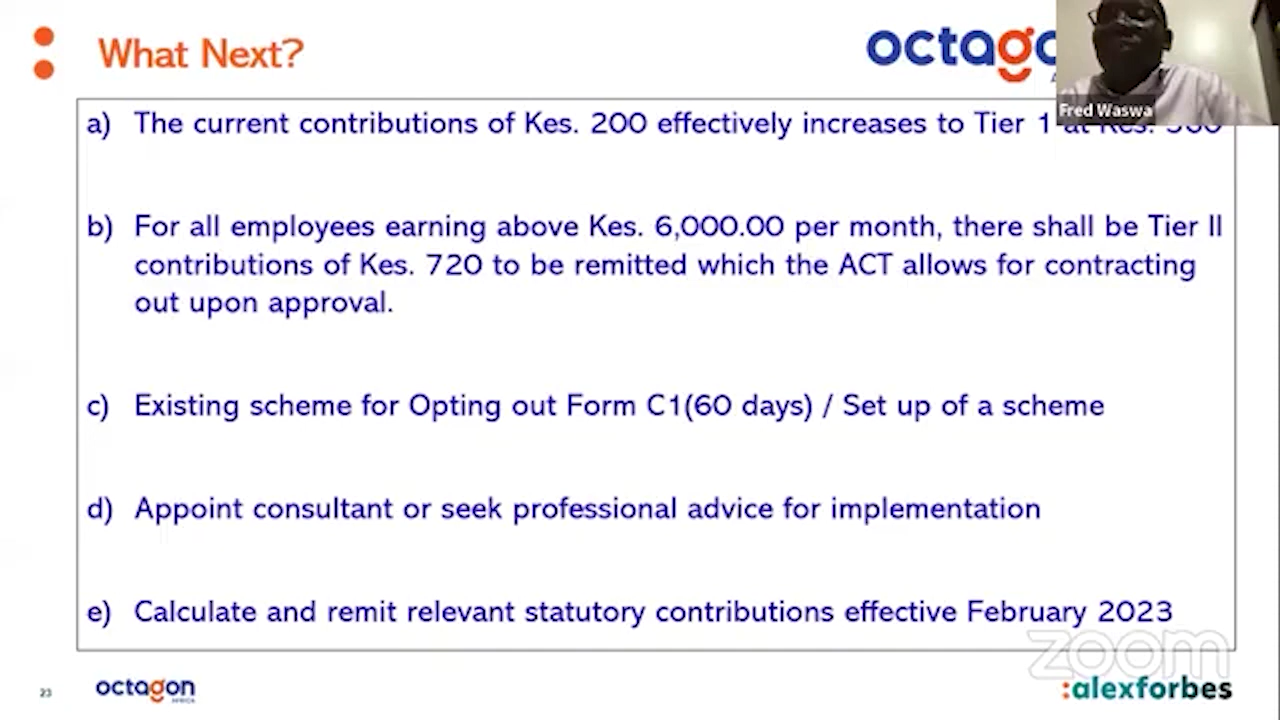 What Next?
octago
Fred Waswa
a) The current contributions of Kes. 200 effectively increases to Tier 1 at Kes. 360
b) For all employees earning above Kes. 6,000.00 per month, there shall be Tier II
contributions of Kes. 720 to be remitted which the ACT allows for contracting
out upon approval.
c) Existing scheme for Opting out Form C1(60 days) / Set up of a scheme
d) Appoint consultant or seek professional advice for implementation
e) Calculate and remit relevant statutory contributions effective February 2023
zoom
23
octagon
AFRICA
:alexforbes